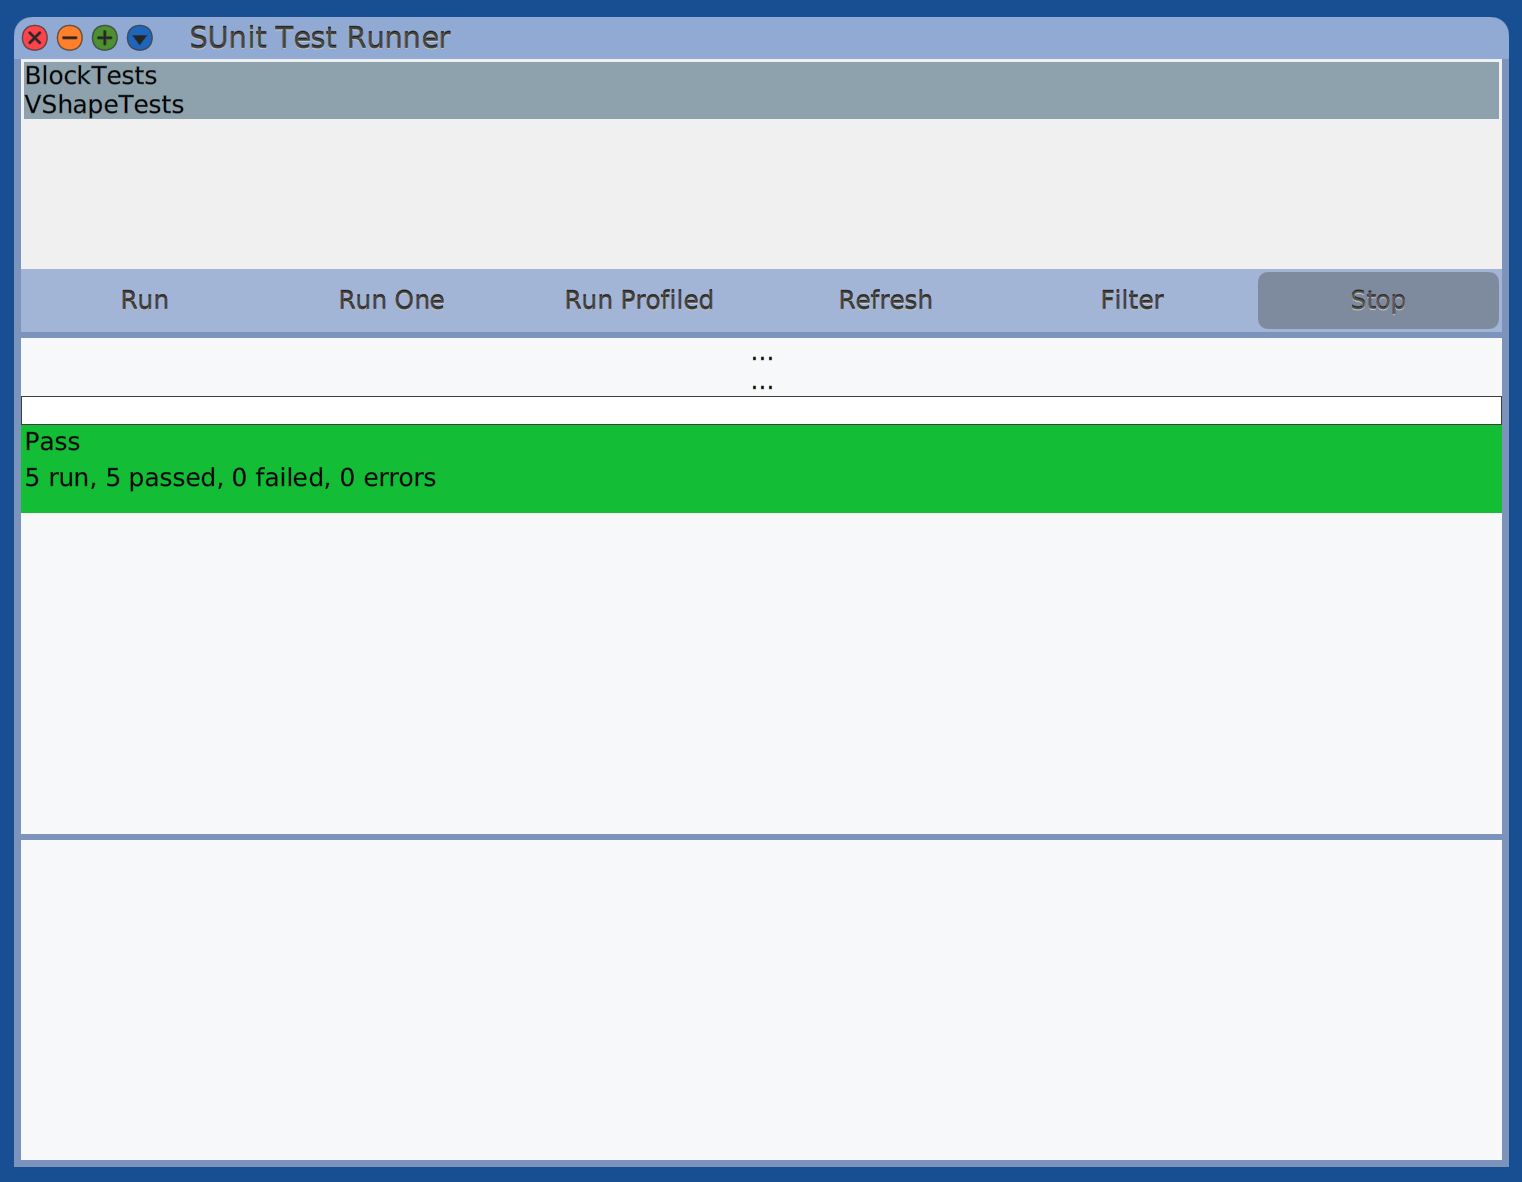 SUnit Test Runner
BlockTests
VShapeTests
Run Run One Run Profiled Refresh Filter Stop
...
...
Pass
5 run, 5 passed, 0 failed, 0 errors